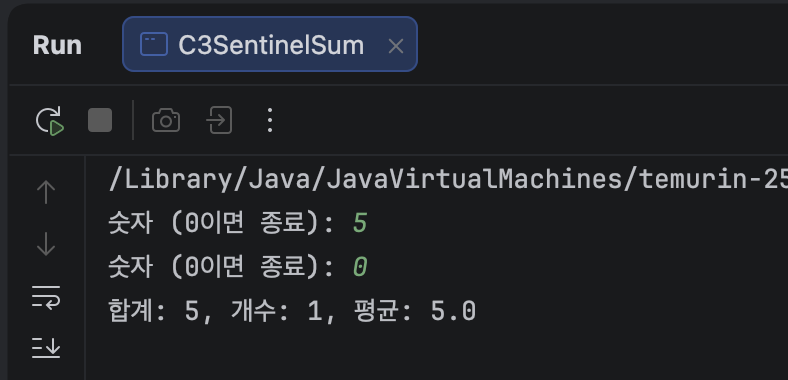 Run C3SentinelSum
/Library/Java/JavaVirtualMachines/temurin-25
숫자 (0이면 종료): 5
숫자 (0이면 종료): 0
합계: 5, 개수: 1, 평균: 5.0